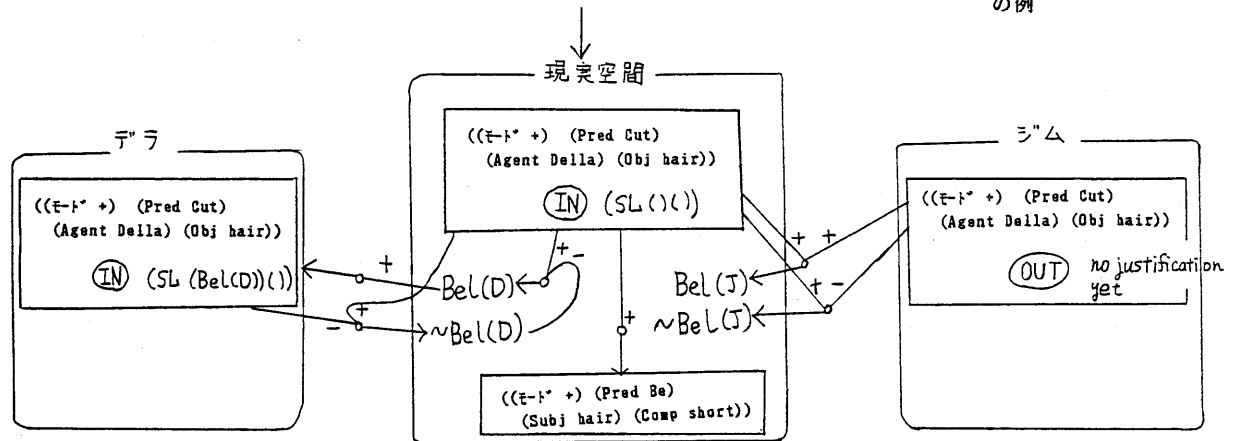 の例
現実空間
((モード +) (Pred Cut)
(Agent Della) (Obj hair))
IN (SL()())
デラ
((モード +) (Pred Cut)
(Agent Della) (Obj hair))
IN (SL (Bel(D))())
ジム
((モード +) (Pred Cut)
(Agent Della) (Obj hair))
OUT no justification
yet
+ -
+ Bel(D)
- + ~Bel(D)
+ +
Bel(J)
+ -
~Bel(J)
+
((モード +) (Pred Be)
(Subj hair) (Comp short))